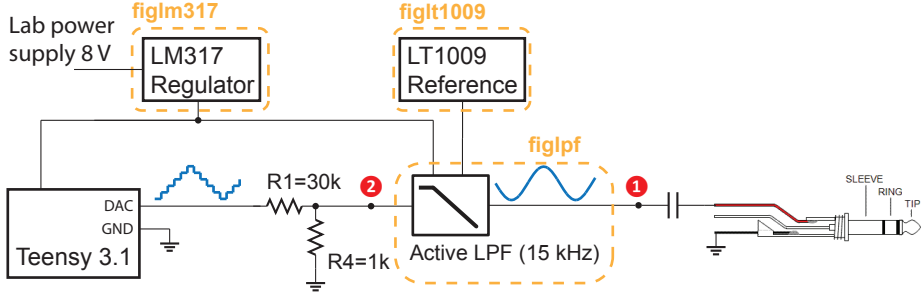 figlm317
figlt1009
Lab power
supply 8 V
LM317
Regulator
LT1009
Reference
figlpf
SLEEVE
RING
TIP
DAC
GND
Teensy 3.1
R1=30k
R4=1k
2
1
Active LPF (15 kHz)